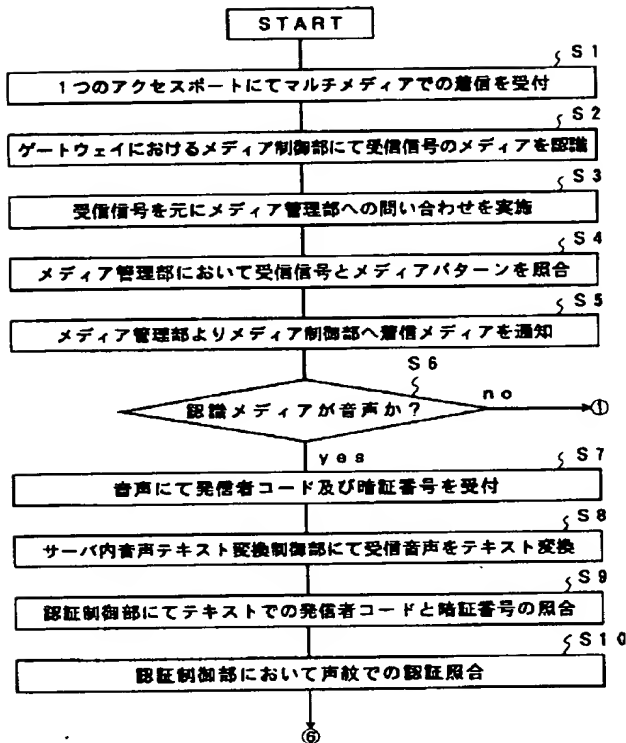 START
S1
1つのアクセスポートにてマルチメディアでの着信を受付
S2
ゲートウェイにおけるメディア制御部にて受信信号のメディアを認識
S3
受信信号を元にメディア管理部への問い合わせを実施
S4
メディア管理部において受信信号とメディアパターンを照合
S5
メディア管理部よりメディア制御部へ着信メディアを通知
S6
認識メディアが音声か?
no
①
yes
S7
音声にて発信者コード及び暗証番号を受付
S8
サーバ内音声テキスト変換制御部にて受信音声をテキスト変換
S9
認証制御部にてテキストでの発信者コードと暗証番号の照合
S10
認証制御部において声紋での認証照合
⑥